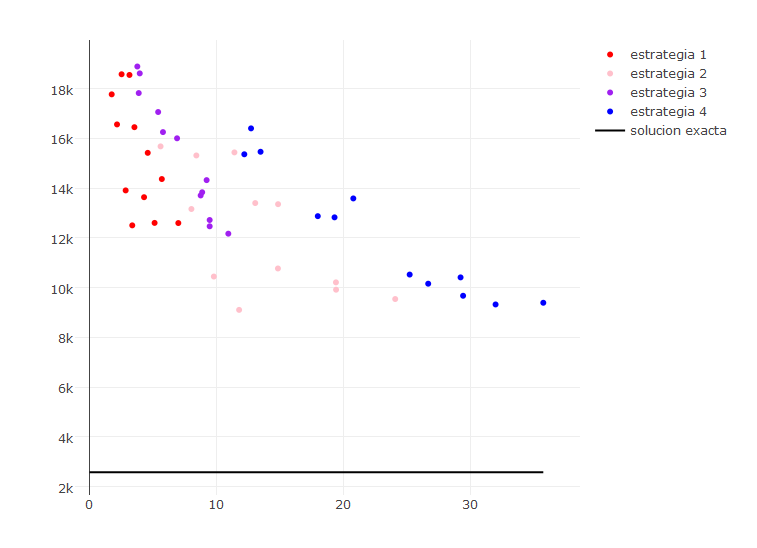 estrategia 1
estrategia 2
estrategia 3
estrategia 4
solucion exacta
18k
16k
14k
12k
10k
8k
6k
4k
2k
0 10 20 30